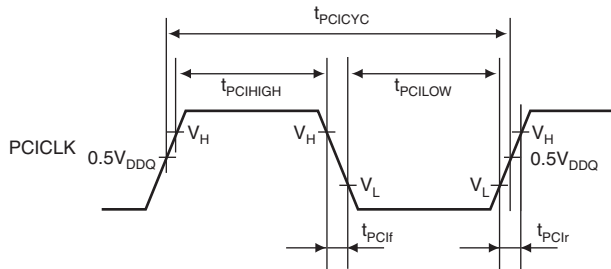 tPCICYC
tPCIHIGH
tPCILOW
VH
VH
VH
PCICLK
0.5VDDQ
0.5VDDQ
VL
VL
tPCIf
tPCIr